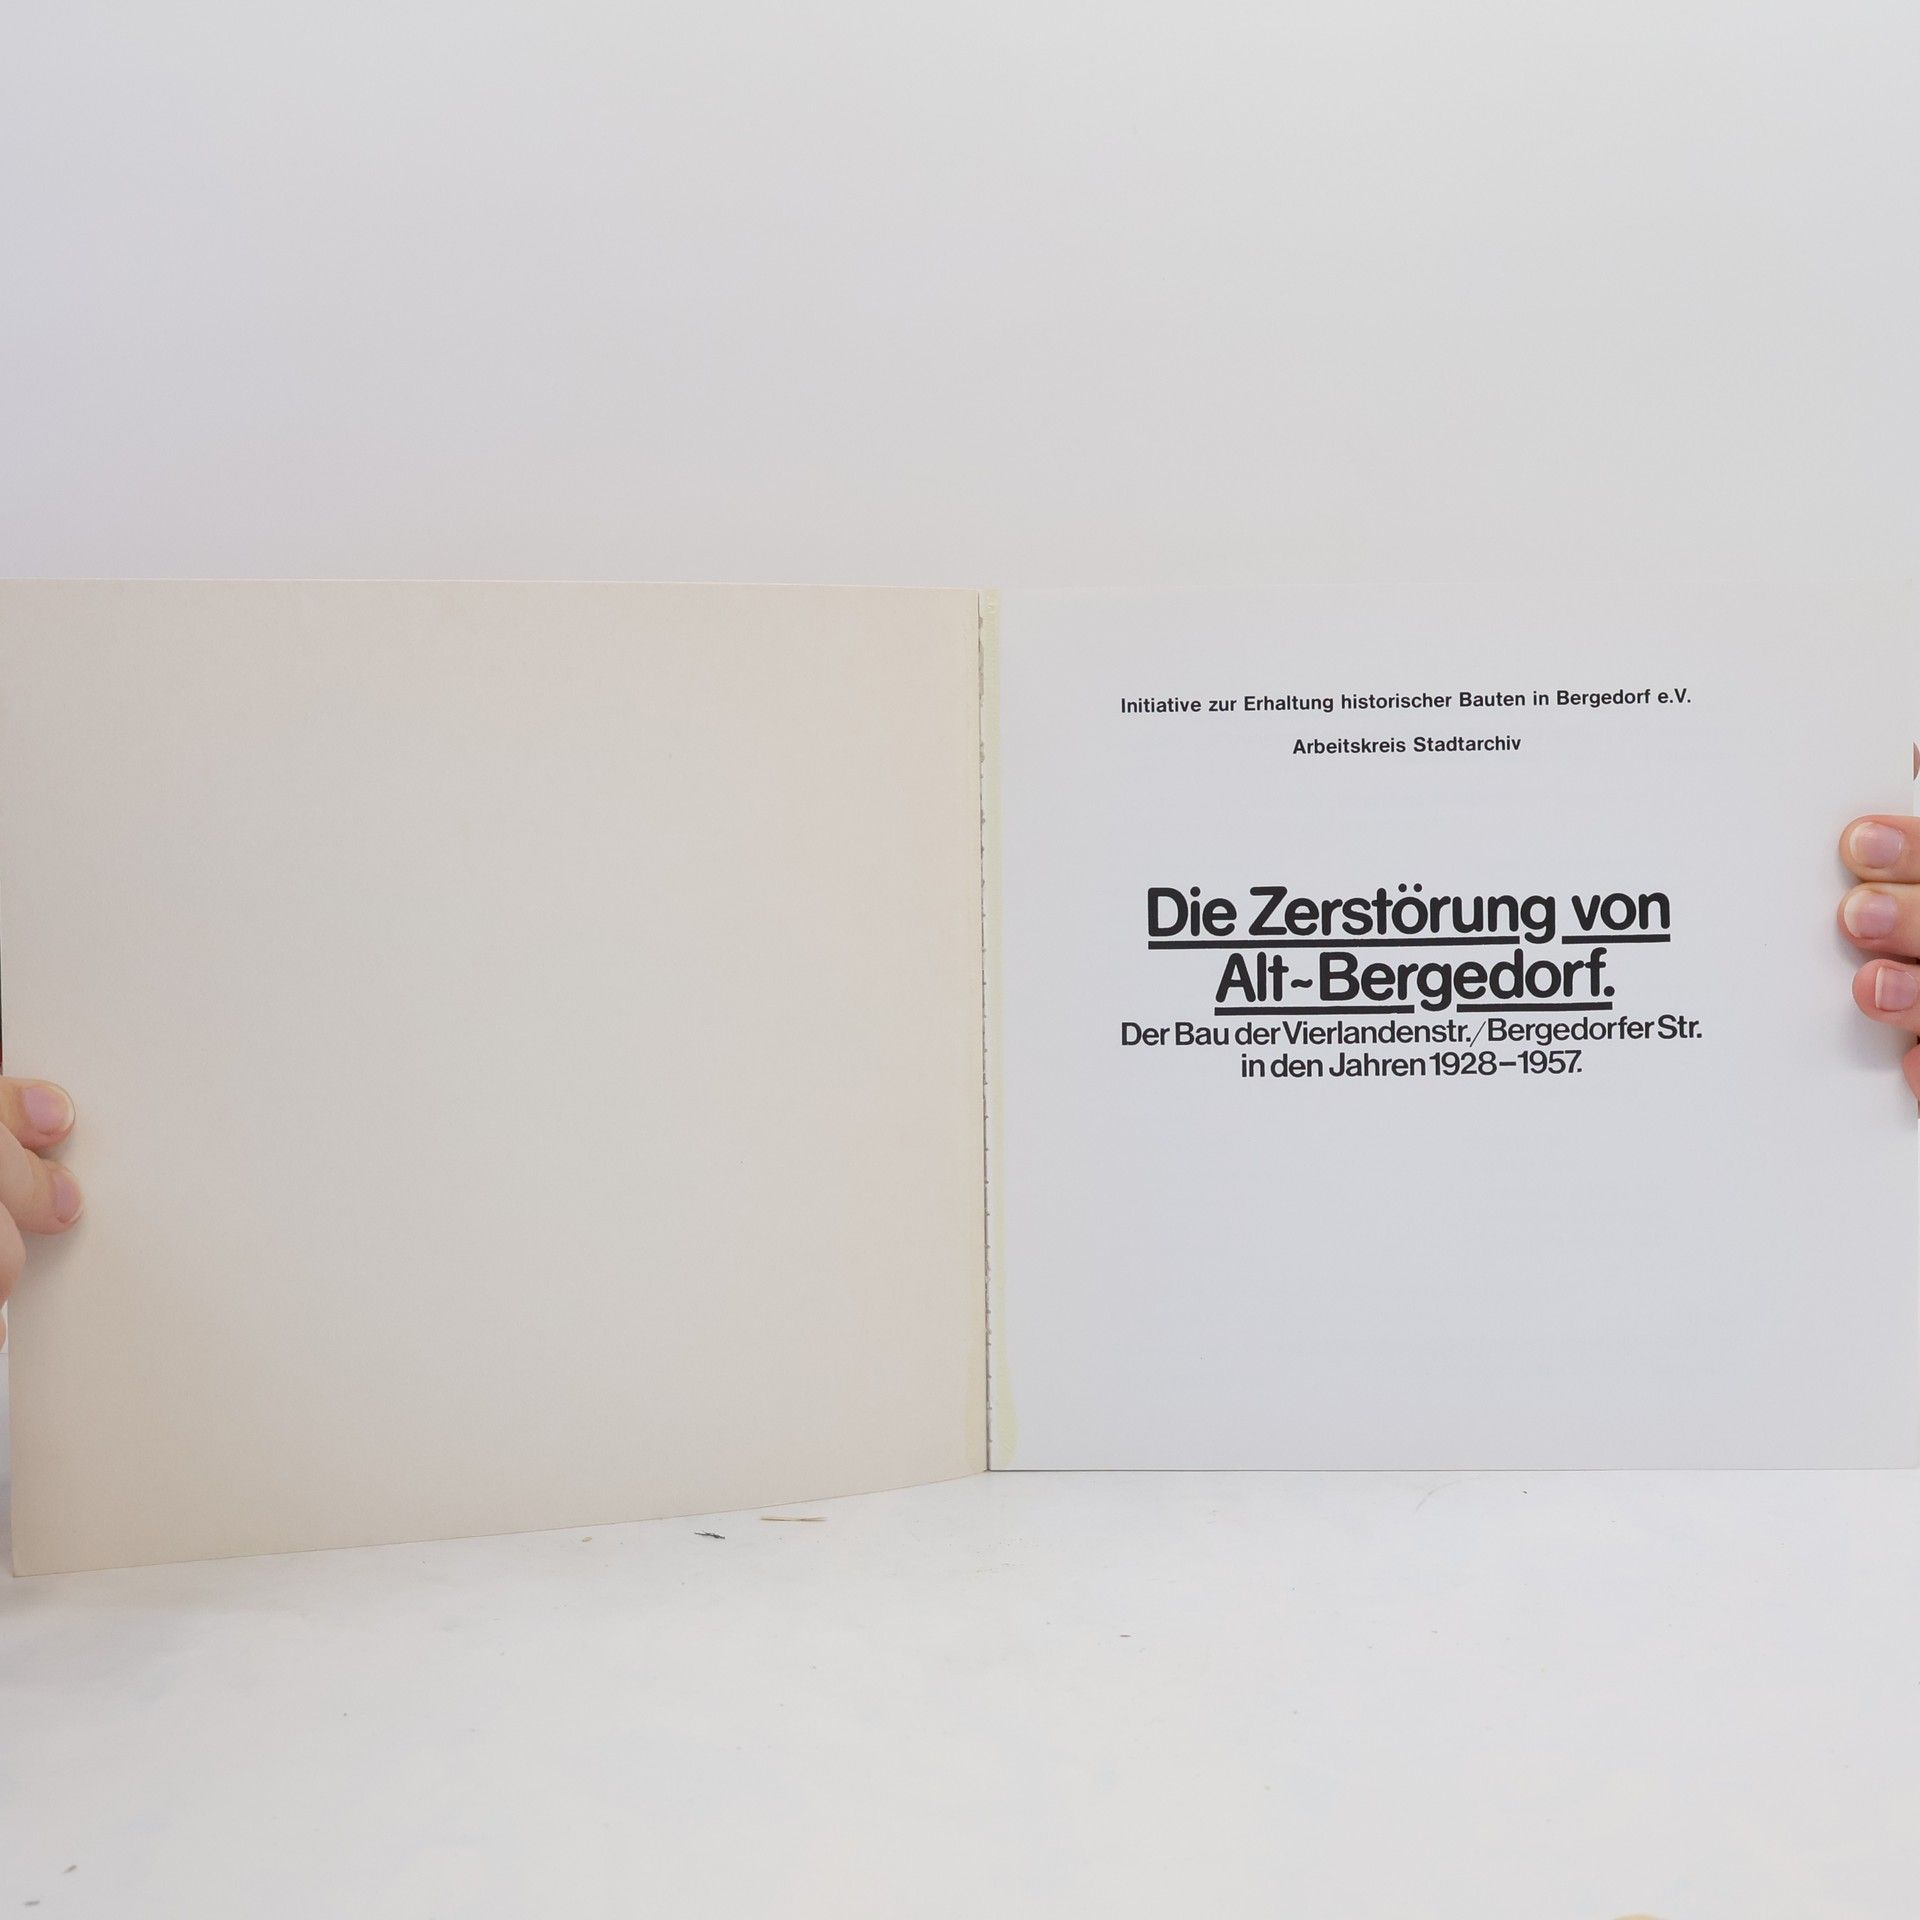 Initiative zur Erhaltung historischer Bauten in Bergedorf e.V.
Arbeitskreis Stadtarchiv
Die Zerstörung von
Alt~Bergedorf.
Der Bau der Vierlandenstr./Bergedorfer Str.
in den Jahren 1928–1957.